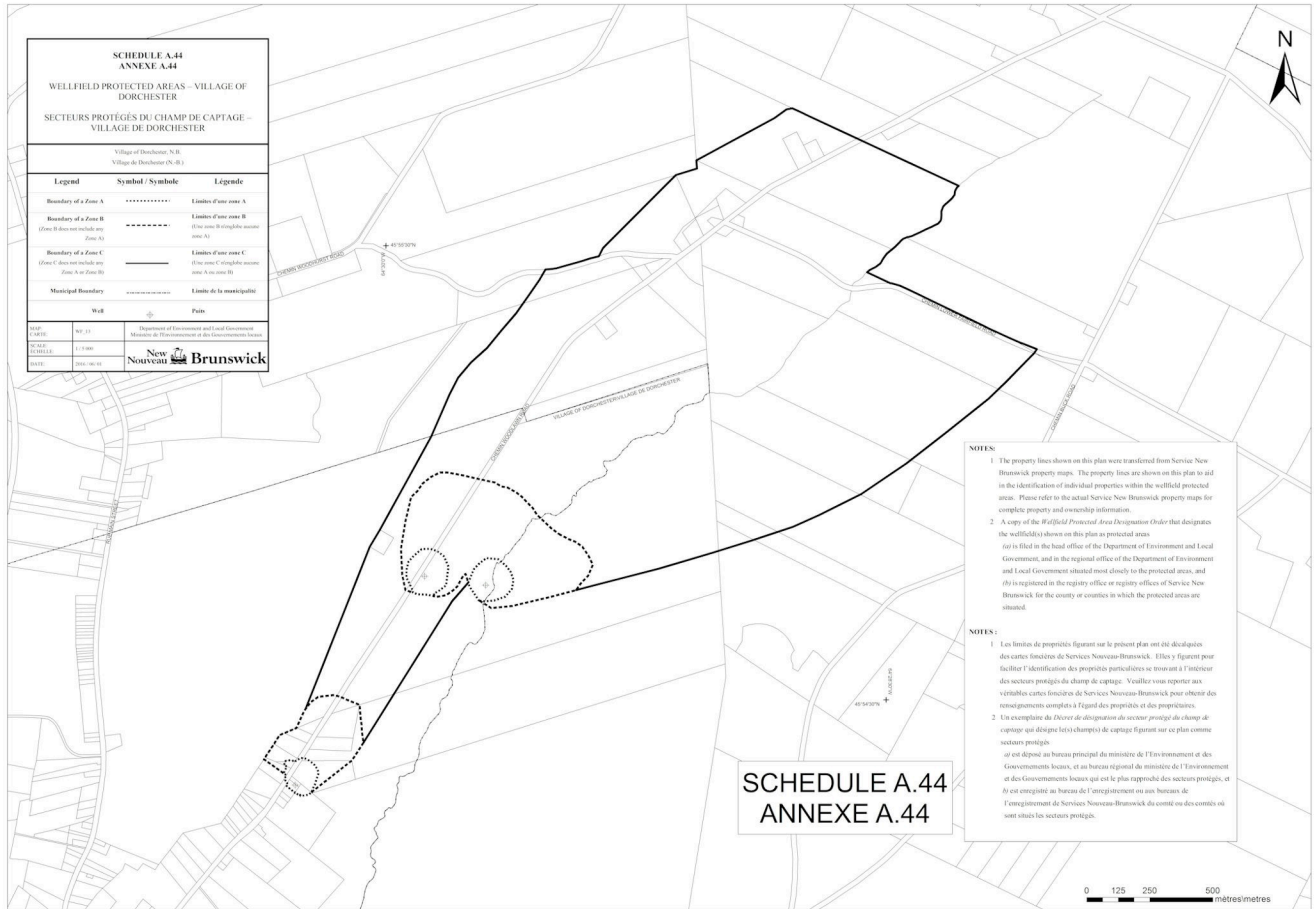 SCHEDULE A.44
ANNEXE A.44
WELLFIELD PROTECTED AREAS – VILLAGE OF
DORCHESTER
SECTEURS PROTÉGÉS DU CHAMP DE CAPTAGE –
VILLAGE DE DORCHESTER
Village of Dorchester, N.B.
Village de Dorchester (N.-B.)
Legend Symbol / Symbole Légende
Boundary of a Zone A Limites d'une zone A
Boundary of a Zone B Limites d'une zone B
(Zone B does not include any (Une zone B n'englobe aucune
Zone A) zone A)
Boundary of a Zone C Limites d'une zone C
(Zone C does not include any (Une zone C n'englobe aucune
Zone A or Zone B) zone A ou zone B)
Municipal Boundary Limite de la municipalité
Well Puits
MAP: Department of Environment and Local Government
CARTE: Ministère de l'Environnement et des Gouvernements locaux
SCALE:
ÉCHELLE:
New
Nouveau Brunswick
DATE:
N
CHEMIN WOODHURST ROAD
45°55'30"N
CHEMIN WOODLAWN ROAD
VILLAGE OF DORCHESTER/VILLAGE DE DORCHESTER
CHEMIN BUCK ROAD
45°54'30"N
64°29'30"W
NOTES:
1 The property lines shown on this plan were transferred from Service New
Brunswick property maps. The property lines are shown on this plan to aid
in the identification of individual properties within the wellfield protected
areas. Please refer to the actual Service New Brunswick property maps for
complete property and ownership information.
2 A copy of the Wellfield Protected Area Designation Order that designates
the wellfield(s) shown on this plan as protected areas
(a) is filed in the head office of the Department of Environment and Local
Government, and in the regional office of the Department of Environment
and Local Government situated most closely to the protected areas, and
(b) is registered in the registry office or registry offices of Service New
Brunswick for the county or counties in which the protected areas are
situated.
NOTES :
1 Les limites de propriétés figurant sur le présent plan ont été décalquées
des cartes foncières de Services Nouveau-Brunswick. Elles y figurent pour
faciliter l'identification des propriétés particulières se trouvant à l'intérieur
des secteurs protégés du champ de captage. Veuillez vous reporter aux
véritables cartes foncières de Services Nouveau-Brunswick pour obtenir des
renseignements complets à l'égard des propriétés et des propriétaires.
2 Un exemplaire du Décret de désignation du secteur protégé du champ de
captage qui désigne le(s) champ(s) de captage figurant sur ce plan comme
secteurs protégés
a) est déposé au bureau principal du ministère de l'Environnement et des
Gouvernements locaux, et au bureau régional du ministère de l'Environnement
et des Gouvernements locaux qui est le plus rapproché des secteurs protégés, et
b) est enregistré au bureau de l'enregistrement ou aux bureaux de
l'enregistrement de Services Nouveau-Brunswick du comté ou des comtés où
sont situés les secteurs protégés.
SCHEDULE A.44
ANNEXE A.44
0 125 250 500
mètres\metres